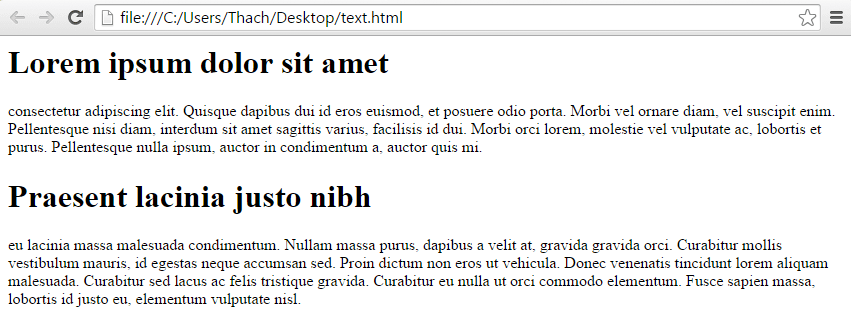 file:///C:/Users/Thach/Desktop/text.html
Lorem ipsum dolor sit amet
consectetur adipiscing elit. Quisque dapibus dui id eros euismod, et posuere odio porta. Morbi vel ornare diam, vel suscipit enim.
Pellentesque nisi diam, interdum sit amet sagittis varius, facilisis id dui. Morbi orci lorem, molestie vel vulputate ac, lobortis et
purus. Pellentesque nulla ipsum, auctor in condimentum a, auctor quis mi.
Praesent lacinia justo nibh
eu lacinia massa malesuada condimentum. Nullam massa purus, dapibus a velit at, gravida gravida orci. Curabitur mollis
vestibulum mauris, id egestas neque accumsan sed. Proin dictum non eros ut vehicula. Donec venenatis tincidunt lorem aliquam
malesuada. Curabitur sed lacus ac felis tristique gravida. Curabitur eu nulla ut orci commodo elementum. Fusce sapien massa,
lobortis id justo eu, elementum vulputate nisl.